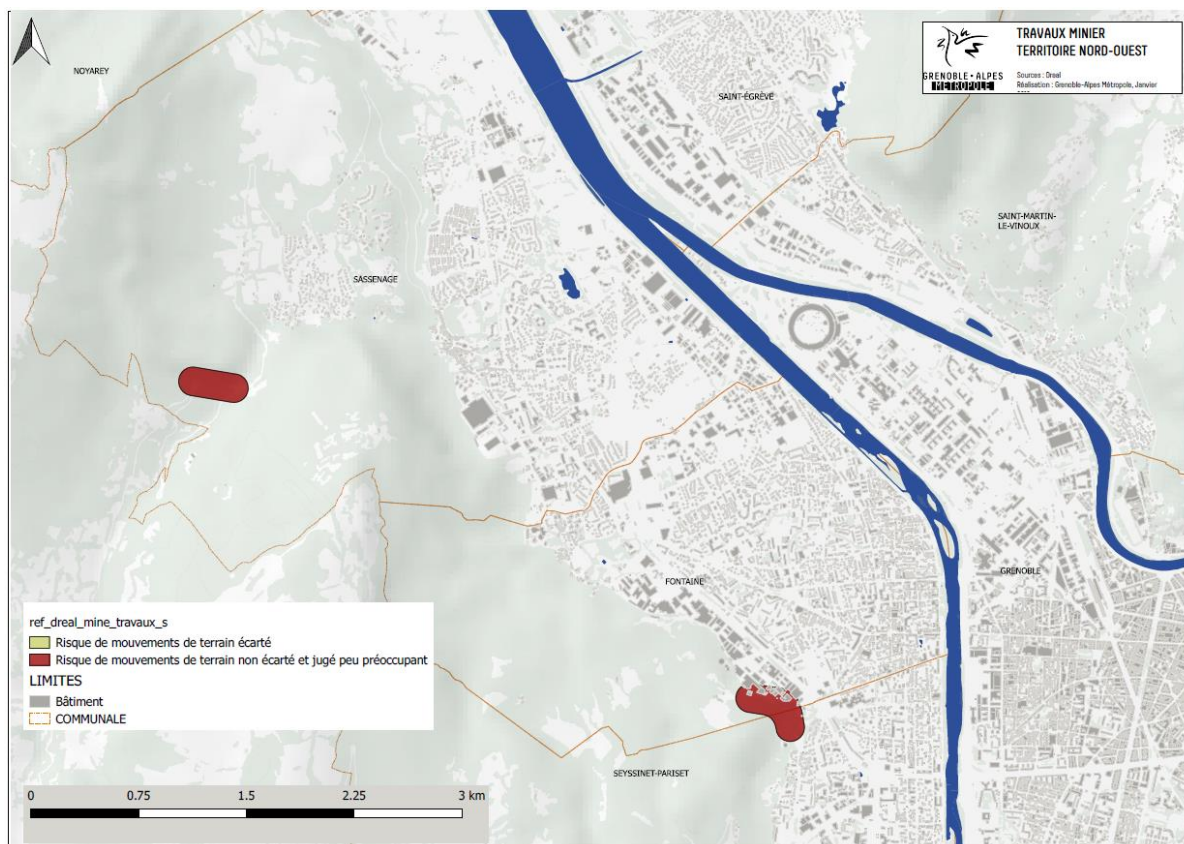 TRAVAUX MINIER
TERRITOIRE NORD-OUEST
GRENOBLE • ALPES
MÉTROPOLE
Sources : Dreal
Réalisation : Grenoble-Alpes Métropole, Janvier
NOYAREY
SAINT-ÉGRÈVE
SAINT-MARTIN-
LE-VINOUX
SASSENAGE
FONTAINE
GRENOBLE
SEYSSINET-PARISET
ref_dreal_mine_travaux_s
Risque de mouvements de terrain écarté
Risque de mouvements de terrain non écarté et jugé peu préoccupant
LIMITES
Bâtiment
COMMUNALE
0 0.75 1.5 2.25 3 km